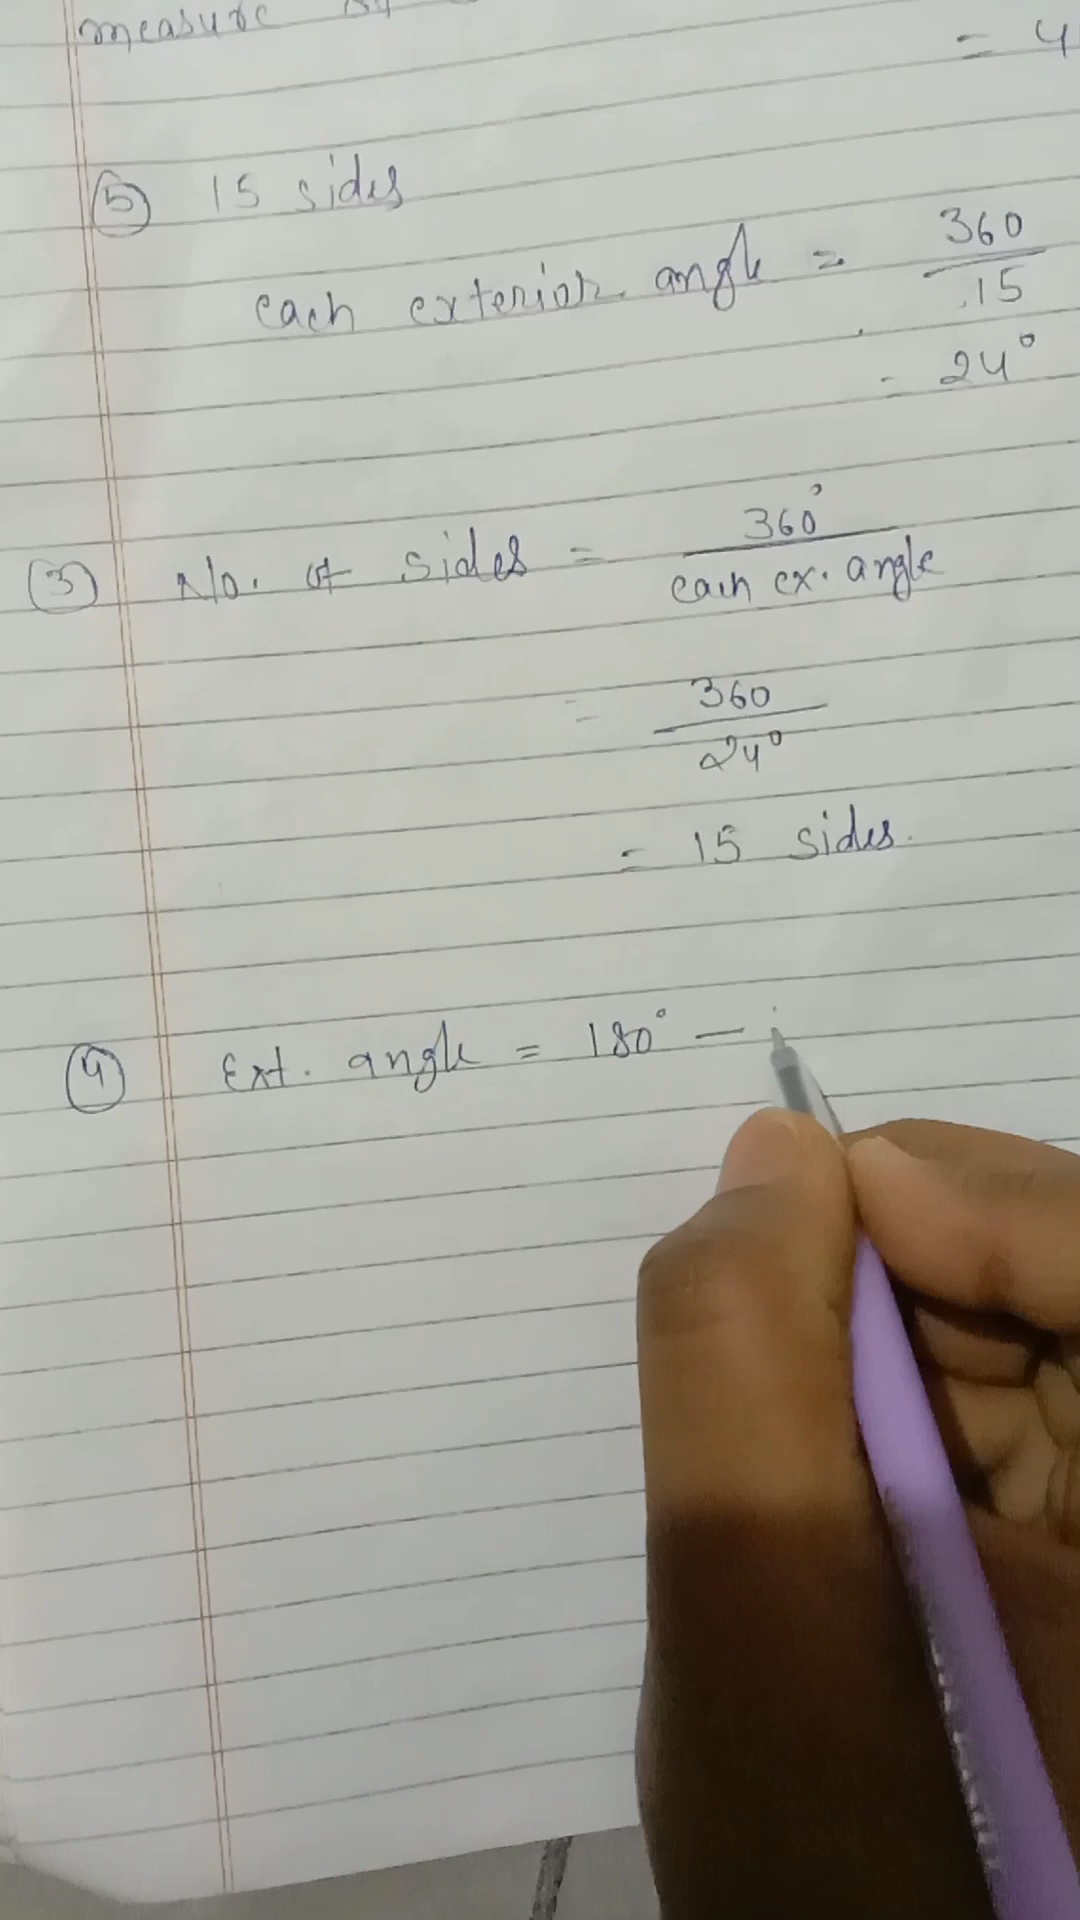 measure
= 4
(5) 15 sides
each exterior angle = 360/15
= 24°
(3) No. of sides = 360°/each ex. angle
= 360/24°
= 15 sides.
(4) Ext. angle = 180° -